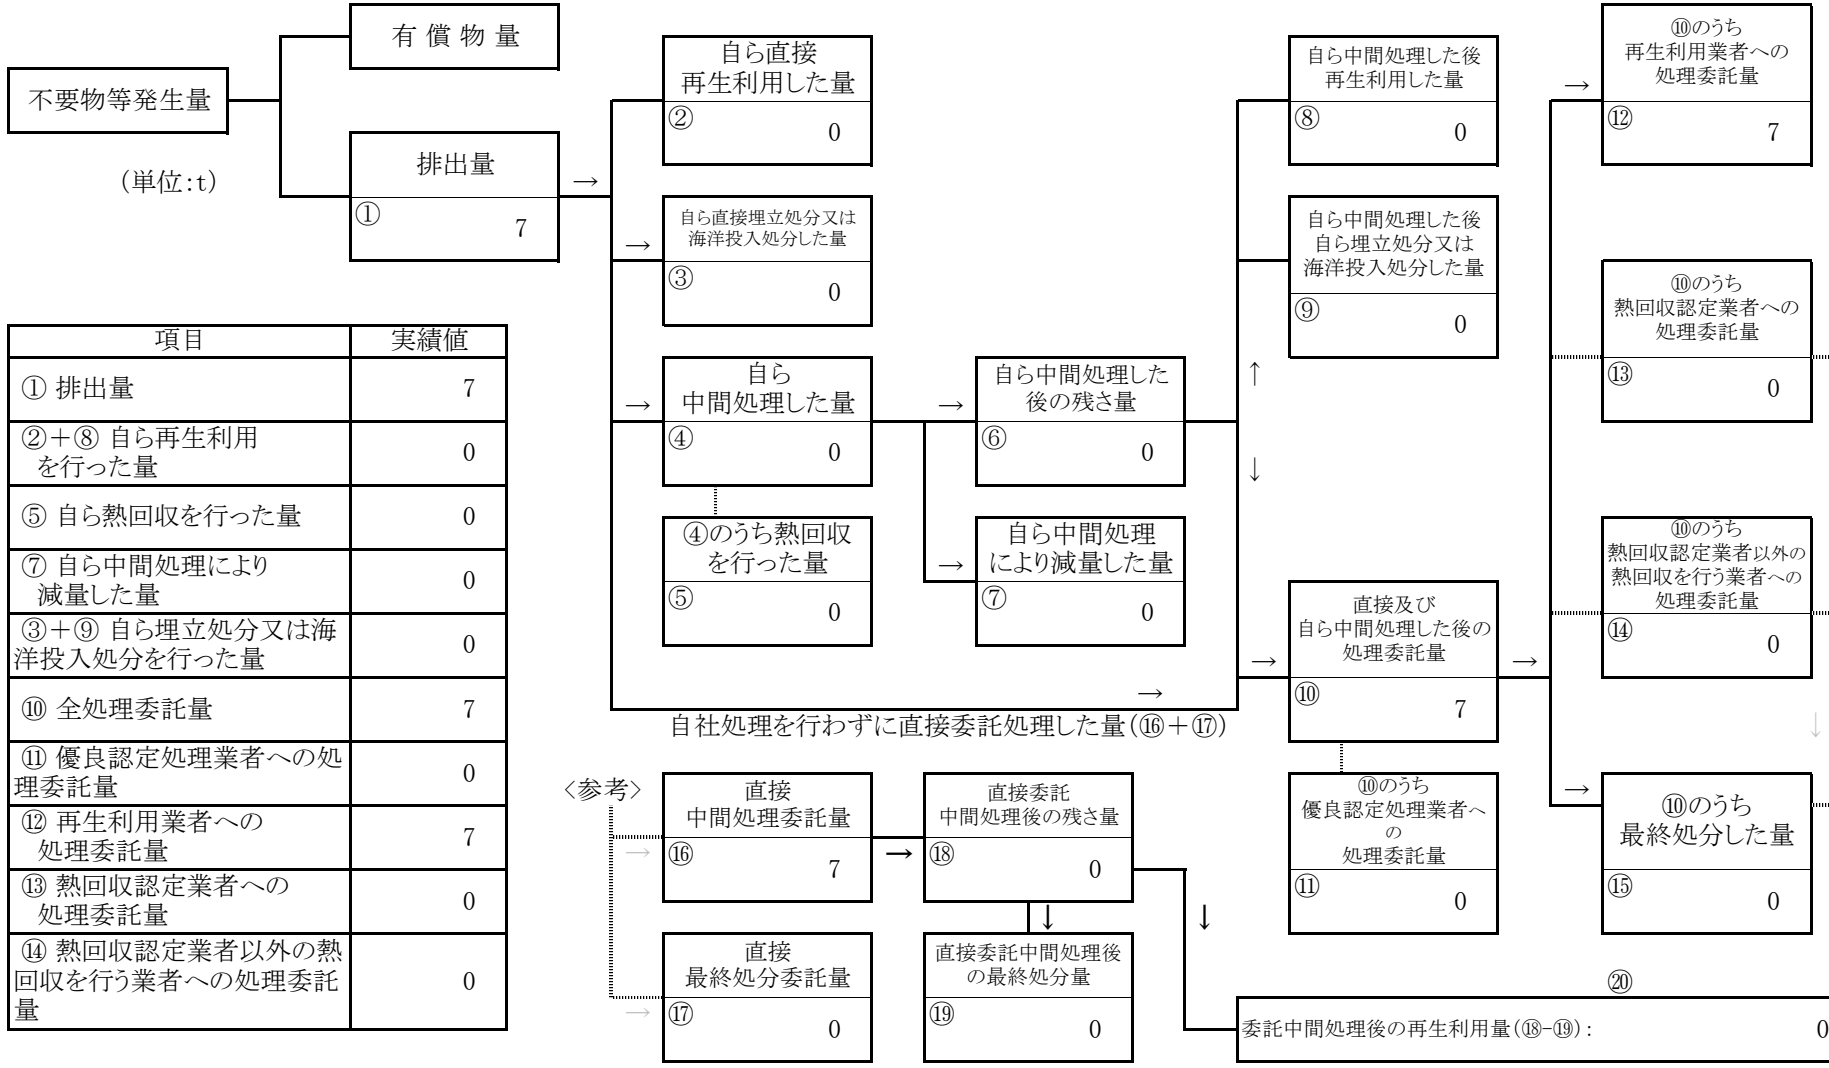 有 償 物 量
不要物等発生量
(単位:t)
排出量
①
7
→
自ら直接
再生利用した量
②
0
→
自ら直接埋立処分又は
海洋投入処分した量
③
0
→
自ら
中間処理した量
④
0
④のうち熱回収
を行った量
⑤
0
→
自ら中間処理した
後の残さ量
⑥
0
→
自ら中間処理
により減量した量
⑦
0
自ら中間処理した後
再生利用した量
⑧
0
自ら中間処理した後
自ら埋立処分又は
海洋投入処分した量
⑨
0
↑
↓
→
自社処理を行わずに直接委託処理した量(⑯+⑰)
→
直接及び
自ら中間処理した後の
処理委託量
⑩
7
⑩のうち
優良認定処理業者へ
の
処理委託量
⑪
0
→
→
⑩のうち
再生利用業者への
処理委託量
⑫
7
⑩のうち
熱回収認定業者への
処理委託量
⑬
0
⑩のうち
熱回収認定業者以外の
熱回収を行う業者への
処理委託量
⑭
0
↓
→
⑩のうち
最終処分した量
⑮
0
項目 実績値
① 排出量 7
②+⑧ 自ら再生利用
を行った量
0
⑤ 自ら熱回収を行った量 0
⑦ 自ら中間処理により
減量した量
0
③+⑨ 自ら埋立処分又は海
洋投入処分を行った量
0
⑩ 全処理委託量 7
⑪ 優良認定処理業者への処
理委託量
0
⑫ 再生利用業者への
処理委託量
7
⑬ 熱回収認定業者への
処理委託量
0
⑭ 熱回収認定業者以外の熱
回収を行う業者への処理委託
量
0
<参考>
→
直接
中間処理委託量
⑯
7
→
直接委託
中間処理後の残さ量
⑱
0
↓
↓
→
直接
最終処分委託量
⑰
0
直接委託中間処理後
の最終処分量
⑲
0
⑳
委託中間処理後の再生利用量(⑱-⑲): 0